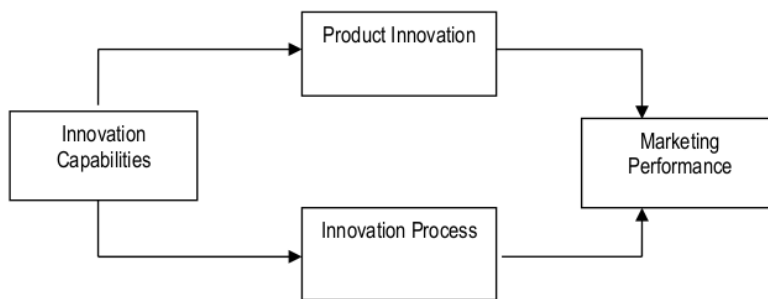 Product Innovation
Innovation
Capabilities
Marketing
Performance
Innovation Process